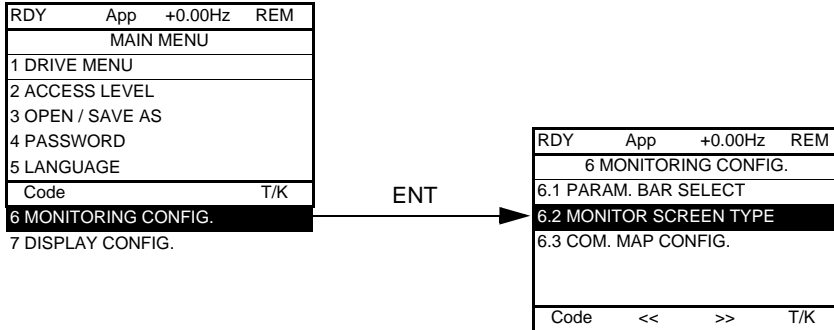 RDY App +0.00Hz REM
MAIN MENU
1 DRIVE MENU
2 ACCESS LEVEL
3 OPEN / SAVE AS
4 PASSWORD
5 LANGUAGE
Code T/K
6 MONITORING CONFIG.
7 DISPLAY CONFIG.
ENT
RDY App +0.00Hz REM
6 MONITORING CONFIG.
6.1 PARAM. BAR SELECT
6.2 MONITOR SCREEN TYPE
6.3 COM. MAP CONFIG.
Code << >> T/K